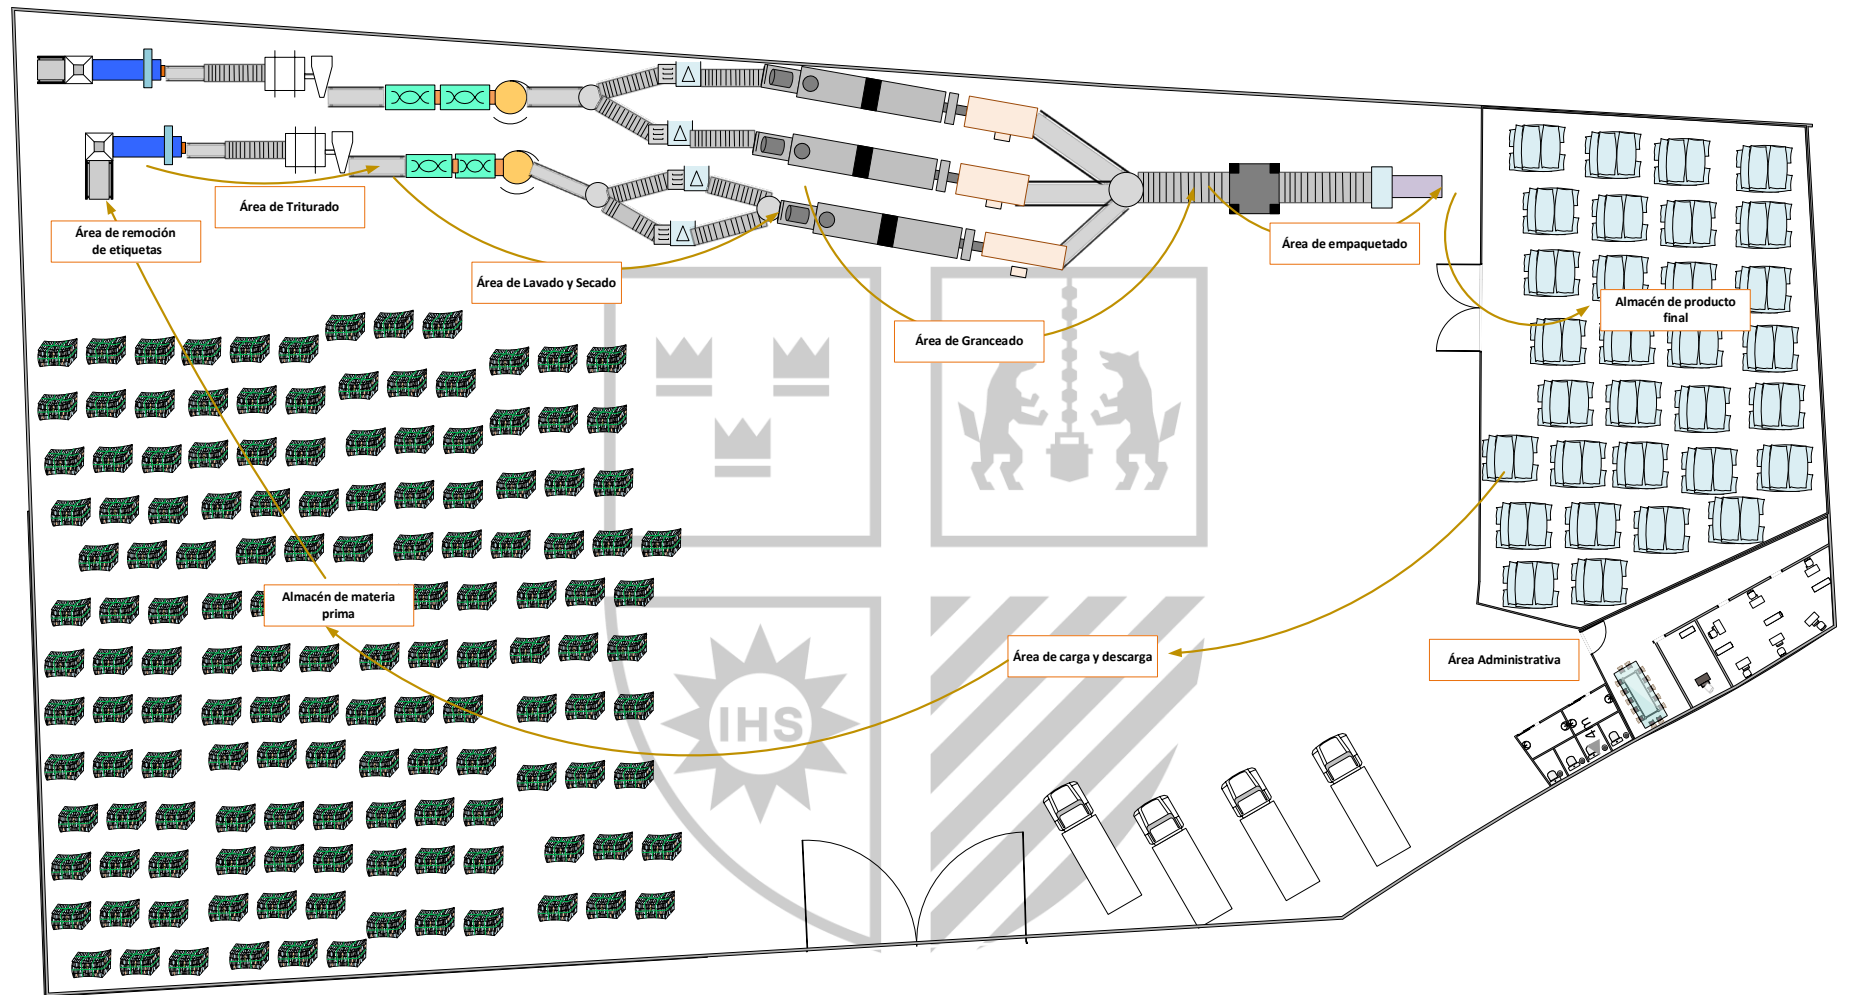 Área de Triturado
Área de remoción
de etiquetas
Área de Lavado y Secado
Área de Granceado
Área de empaquetado
Almacén de producto
final
Almacén de materia
prima
Área de carga y descarga
Área Administrativa
IHS